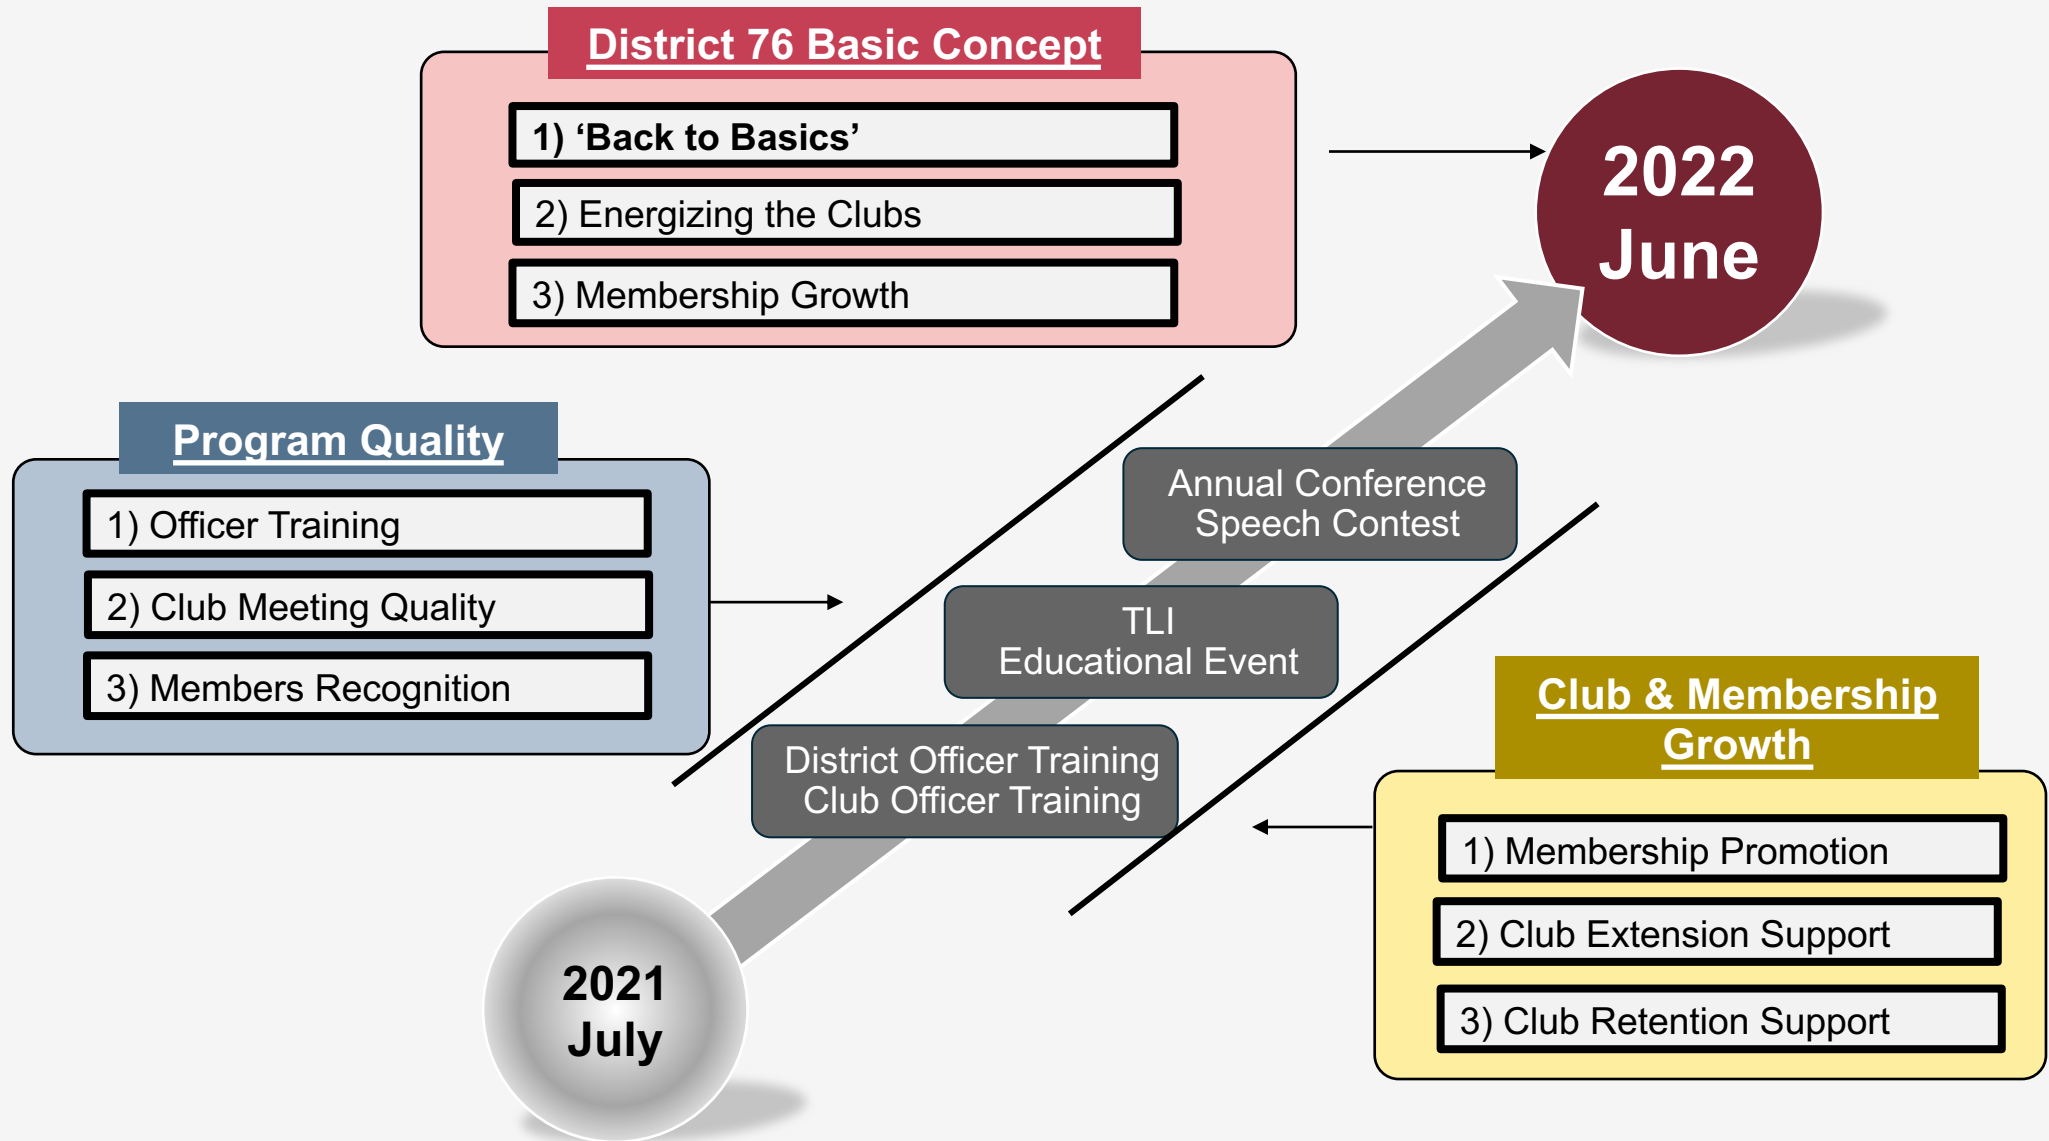 District 76 Basic Concept
1) ‘Back to Basics’
2) Energizing the Clubs
3) Membership Growth
2022
June
Program Quality
1) Officer Training
2) Club Meeting Quality
3) Members Recognition
Annual Conference
Speech Contest
TLI
Educational Event
District Officer Training
Club Officer Training
Club & Membership
Growth
1) Membership Promotion
2) Club Extension Support
3) Club Retention Support
2021
July